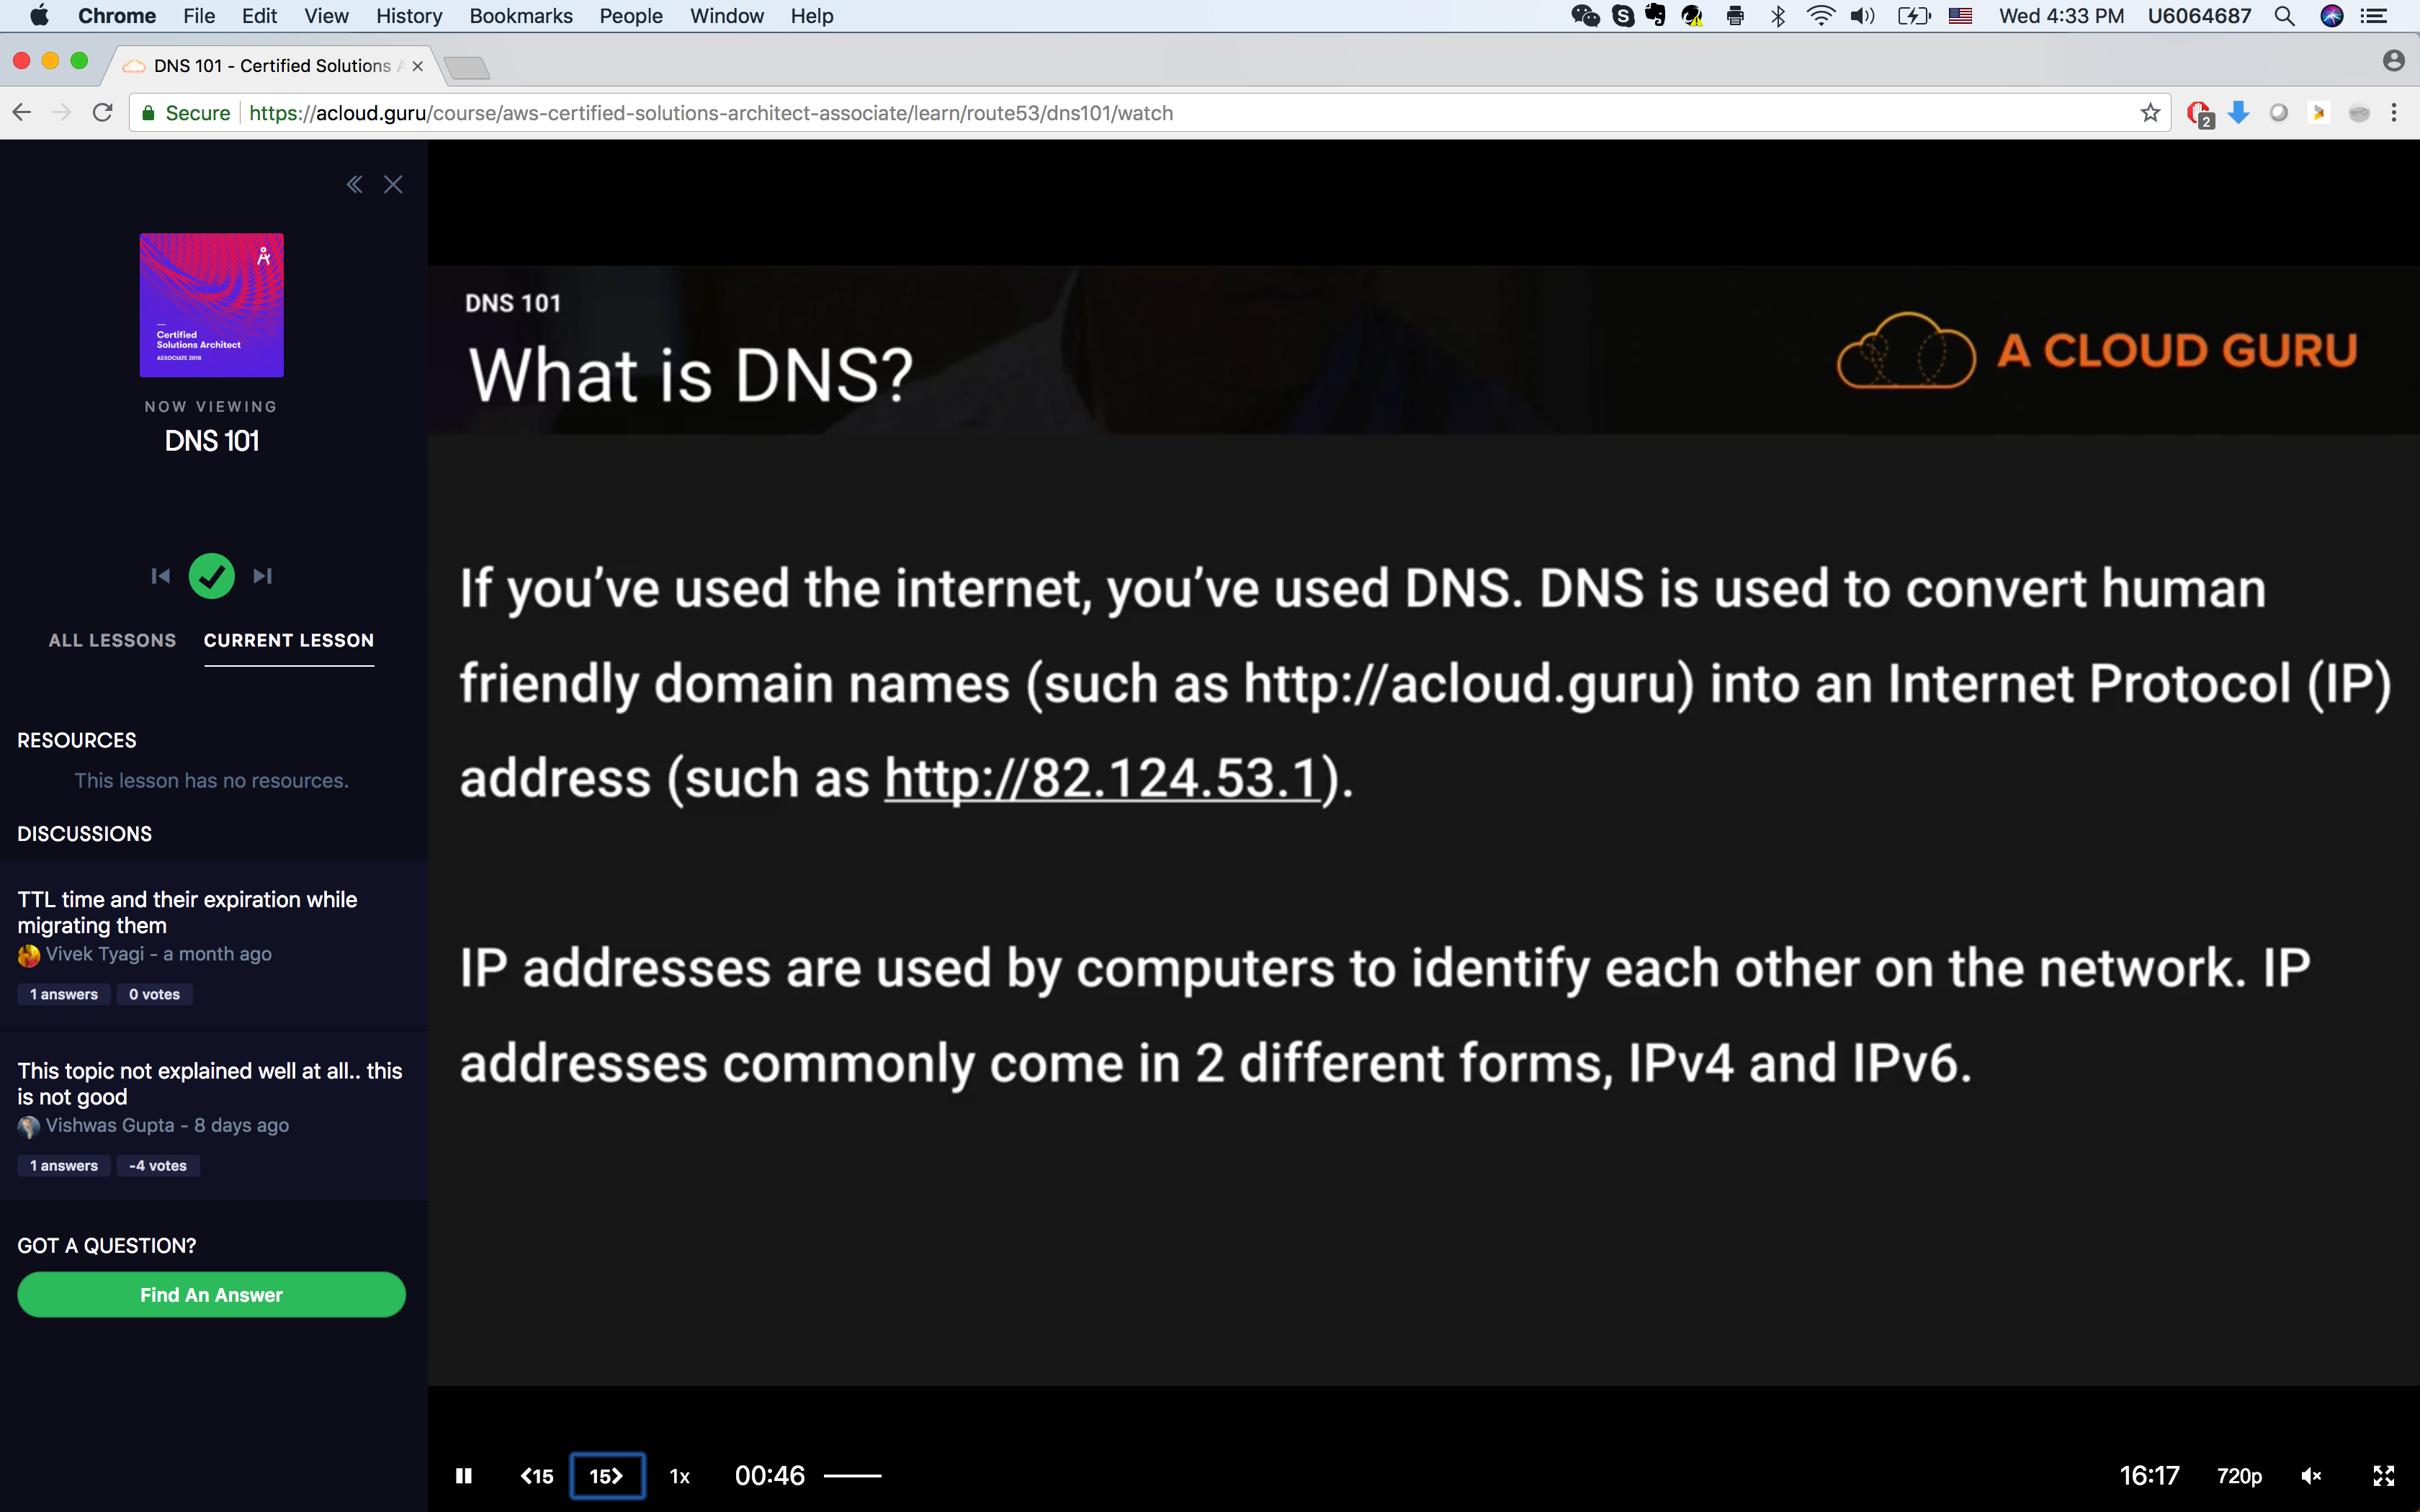 Chrome File Edit View History Bookmarks People Window Help Wed 4:33 PM U6064687
DNS 101 - Certified Solutions
Secure https://acloud.guru/course/aws-certified-solutions-architect-associate/learn/route53/dns101/watch
2
Certified
Solutions Architect
ASSOCIATE 2018
NOW VIEWING
DNS 101
ALL LESSONS CURRENT LESSON
RESOURCES
This lesson has no resources.
DISCUSSIONS
TTL time and their expiration while
migrating them
Vivek Tyagi - a month ago
1 answers 0 votes
This topic not explained well at all.. this
is not good
Vishwas Gupta - 8 days ago
1 answers -4 votes
GOT A QUESTION?
Find An Answer
DNS 101
What is DNS?
A CLOUD GURU
If you’ve used the internet, you’ve used DNS. DNS is used to convert human
friendly domain names (such as http://acloud.guru) into an Internet Protocol (IP)
address (such as http://82.124.53.1).
IP addresses are used by computers to identify each other on the network. IP
addresses commonly come in 2 different forms, IPv4 and IPv6.
<15 15> 1x 00:46 16:17 720p